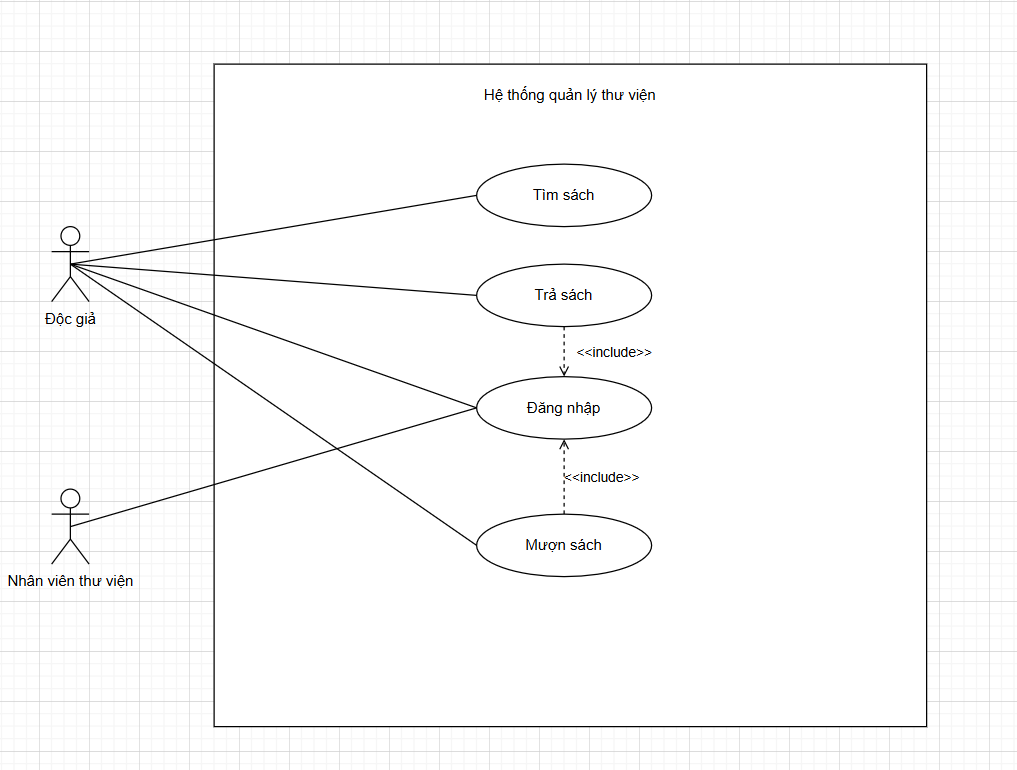 Hệ thống quản lý thư viện
Tìm sách
Trả sách
Độc giả
<<include>>
Đăng nhập
<<include>>
Mượn sách
Nhân viên thư viện